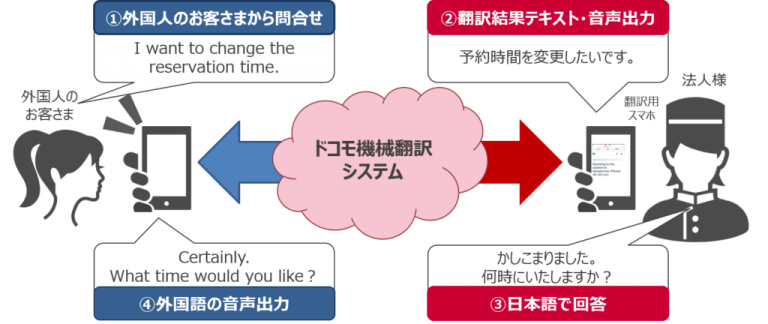 ①外国人のお客さまから問合せ
I want to change the
reservation time.
②翻訳結果テキスト・音声出力
予約時間を変更したいです。
外国人の
お客さま
翻訳用
スマホ
法人様
ドコモ機械翻訳
システム
かしこまりました。
何時にいたしますか？
③日本語で回答
Certainly.
What time would you like？
④外国語の音声出力